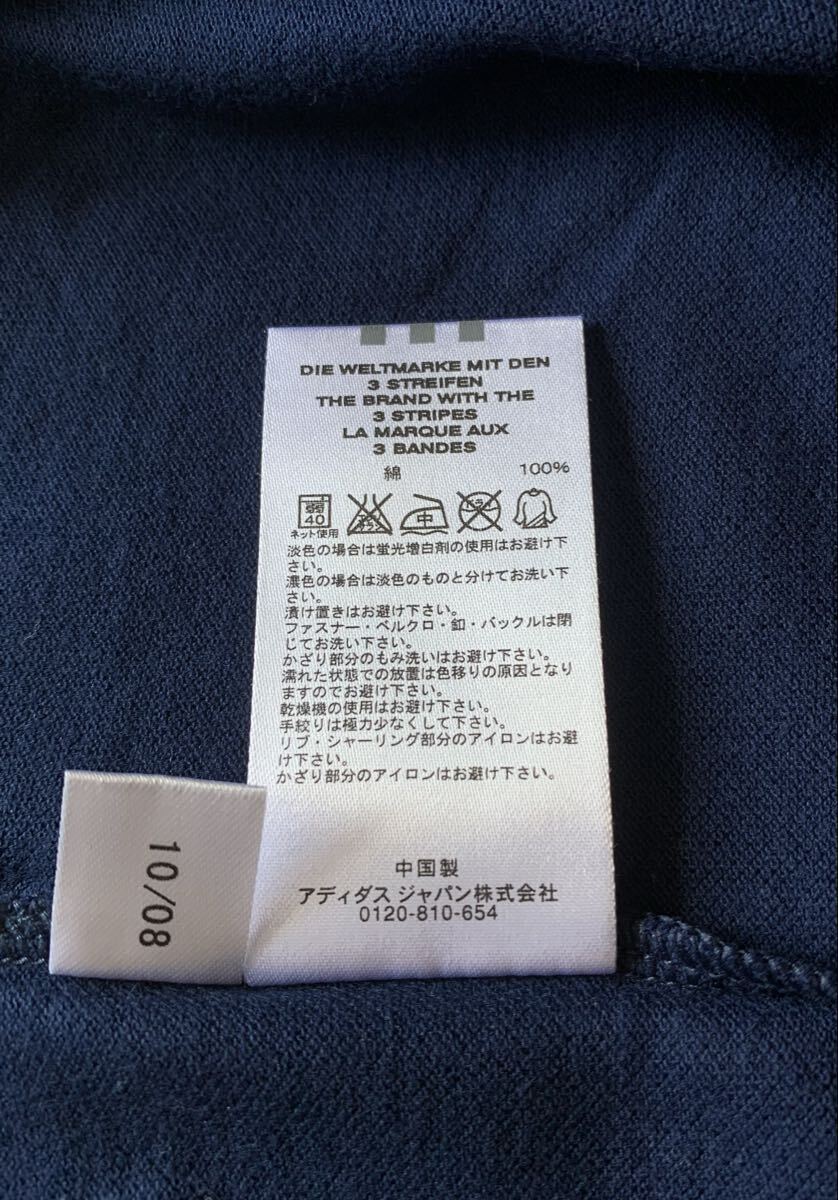 DIE WELTMARKE MIT DEN
3 STREIFEN
THE BRAND WITH THE
3 STRIPES
LA MARQUE AUX
3 BANDES
綿 100%
弱
40
ネット使用
エンソ
サラシ
中
ドライ
淡色の場合は蛍光増白剤の使用はお避け下
さい。
濃色の場合は淡色のものと分けてお洗い下
さい。
漬け置きはお避け下さい。
ファスナー・ベルクロ・釦・バックルは閉
じてお洗い下さい。
かざり部分のもみ洗いはお避け下さい。
濡れた状態での放置は色移りの原因となり
ますのでお避け下さい。
乾燥機の使用はお避け下さい。
手絞りは極力少なくして下さい。
リブ・シャーリング部分のアイロンはお避
け下さい。
かざり部分のアイロンはお避け下さい。
中国製
アディダス ジャパン株式会社
0120-810-654
10/08